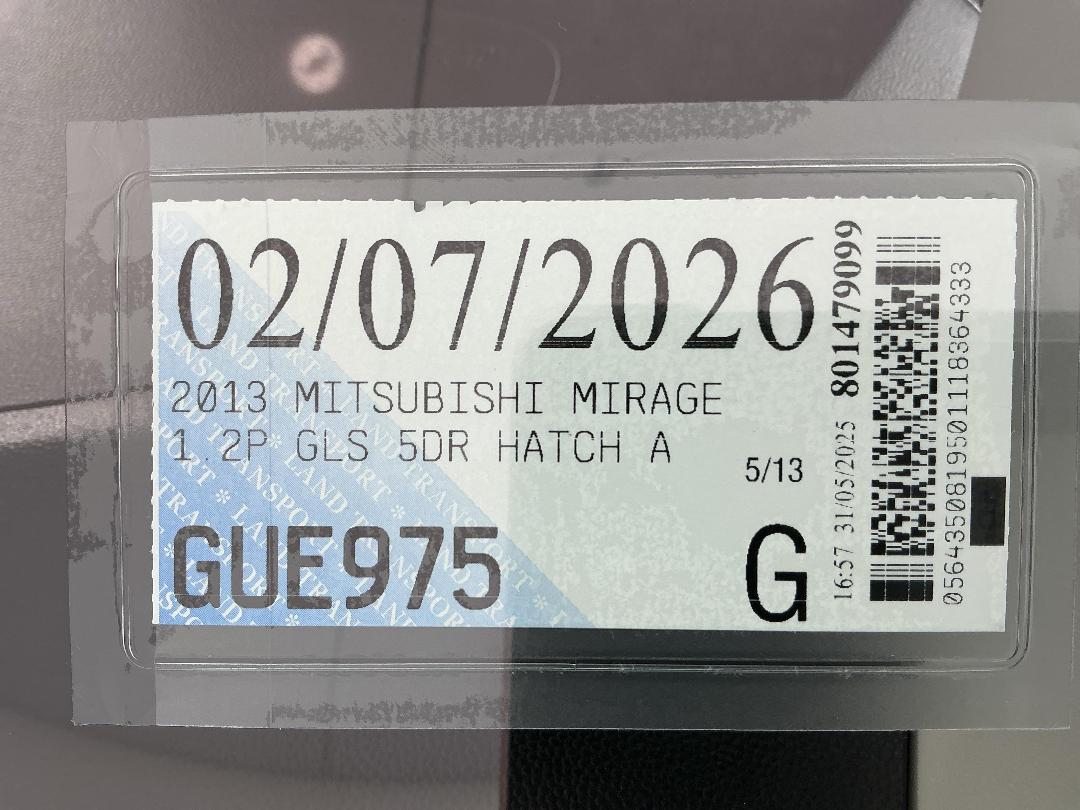 02/07/2026
2013 MITSUBISHI MIRAGE
1.2P GLS 5DR HATCH A
5/13
GUE975
G
16:57 31/05/2025 801479099
0564350819501118364333